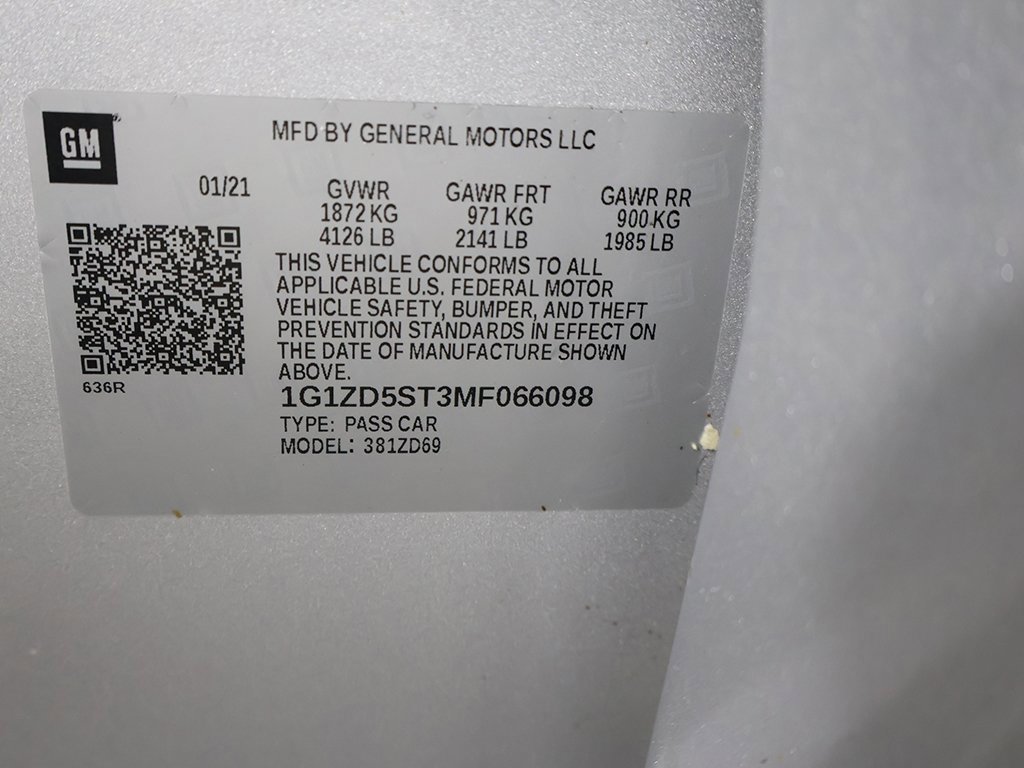 GM
MFD BY GENERAL MOTORS LLC
01/21 GVWR GAWR FRT GAWR RR
1872 KG 971 KG 900 KG
4126 LB 2141 LB 1985 LB
THIS VEHICLE CONFORMS TO ALL
APPLICABLE U.S. FEDERAL MOTOR
VEHICLE SAFETY, BUMPER, AND THEFT
PREVENTION STANDARDS IN EFFECT ON
THE DATE OF MANUFACTURE SHOWN
ABOVE.
636R
1G1ZD5ST3MF066098
TYPE: PASS CAR
MODEL: 381ZD69